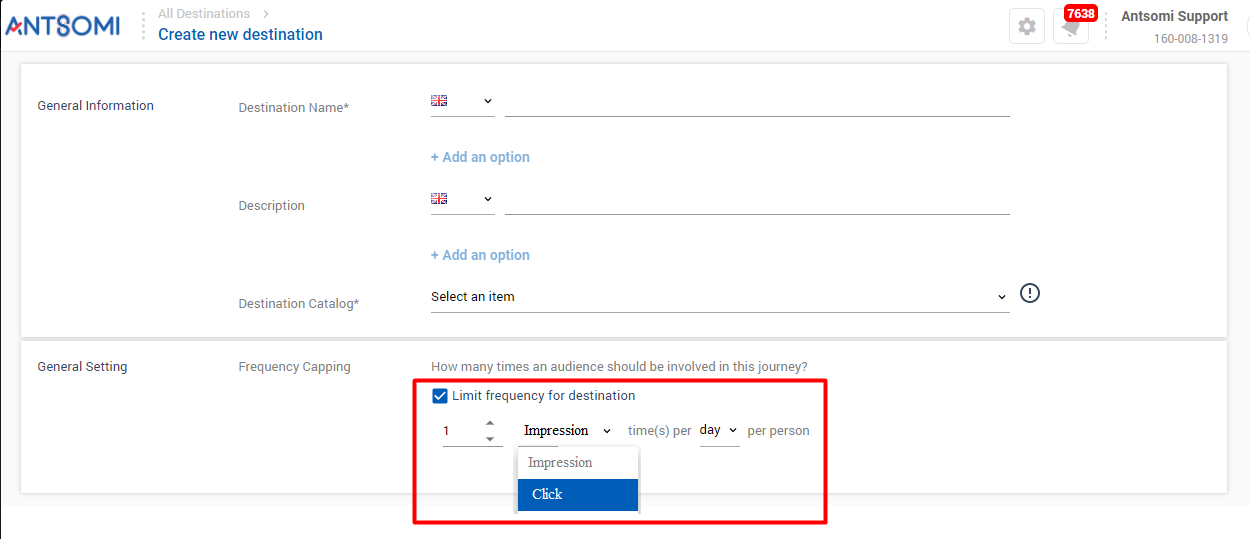 ANTSOMI
All Destinations
Create new destination
7638
Antsomi Support
160-008-1319
General Information
Destination Name*
+ Add an option
Description
+ Add an option
Destination Catalog*
Select an item
General Setting
Frequency Capping
How many times an audience should be involved in this journey?
Limit frequency for destination
1 Impression time(s) per day per person
Impression
Click